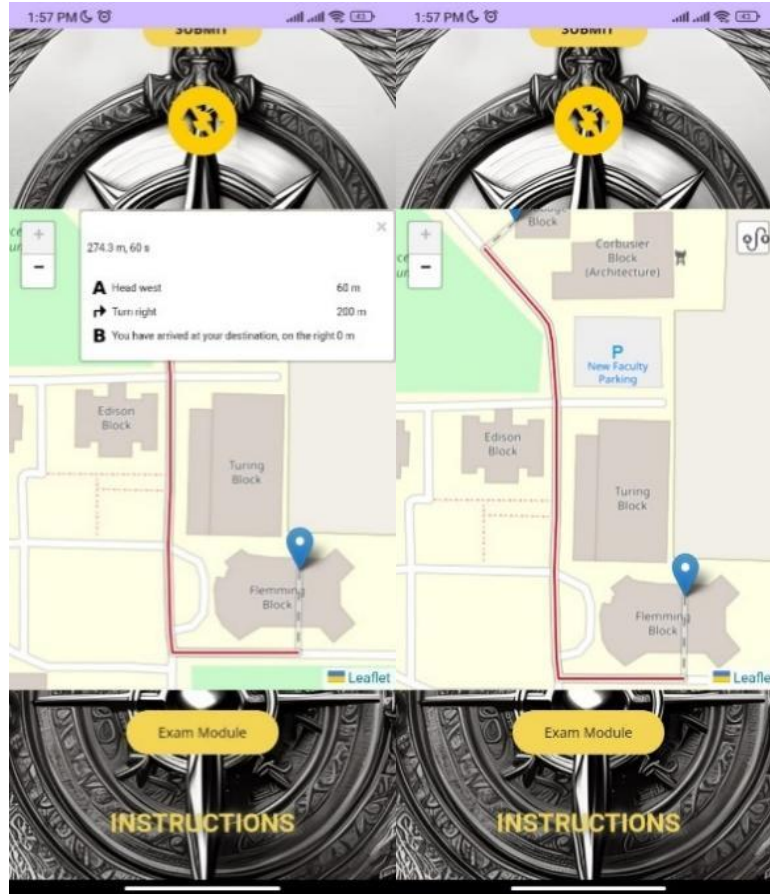 1:57 PM
41
SUBMIT
274.3 m, 60 s
×
A Head west 60 m
Turn right 200 m
B You have arrived at your destination, on the right 0 m
+
-
Edison
Block
Turing
Block
Flemming
Block
Leaflet
Exam Module
INSTRUCTIONS
1:57 PM
41
SUBMIT
+
-
Block
Corbusier
Block
(Architecture)
P
New Faculty
Parking
Edison
Block
Turing
Block
Flemming
Block
Leafle
Exam Module
INSTRUCTIONS